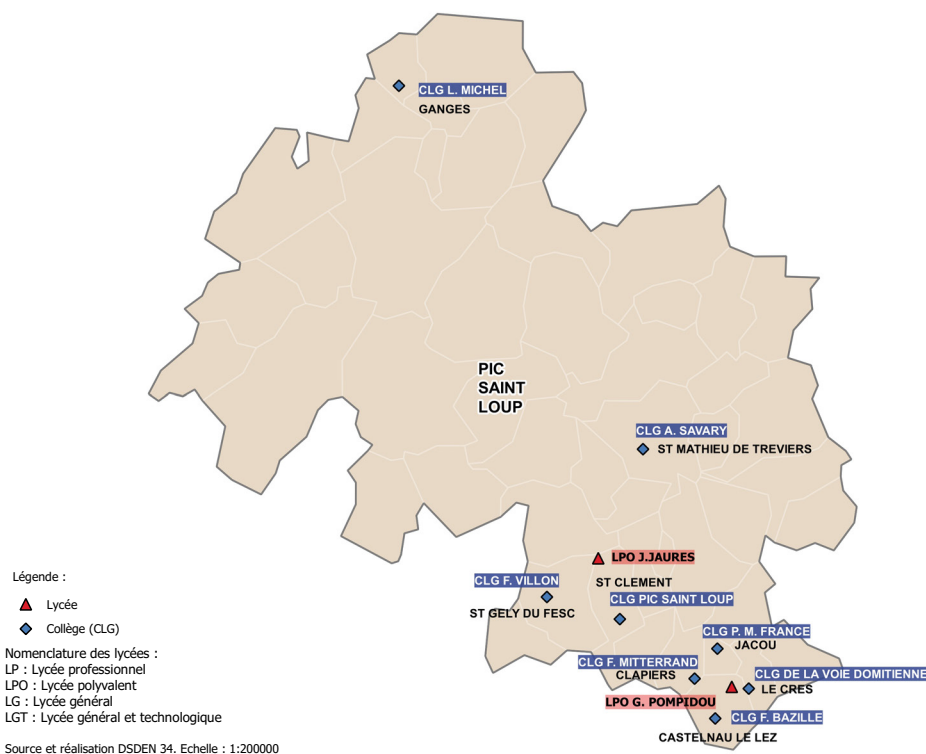 CLG L. MICHEL
GANGES
PIC
SAINT
LOUP
CLG A. SAVARY
ST MATHIEU DE TREVIERS
LPO J.JAURES
ST CLEMENT
CLG F. VILLON
ST GELY DU FESC
CLG PIC SAINT LOUP
CLG P. M. FRANCE
JACOU
CLG F. MITTERRAND
CLAPIERS
CLG DE LA VOIE DOMITIENNE
LE CRES
LPO G. POMPIDOU
CLG F. BAZILLE
CASTELNAU LE LEZ
Légende :
Lycée
Collège (CLG)
Nomenclature des lycées :
LP : Lycée professionnel
LPO : Lycée polyvalent
LG : Lycée général
LGT : Lycée général et technologique
Source et réalisation DSDEN 34. Echelle : 1:200000